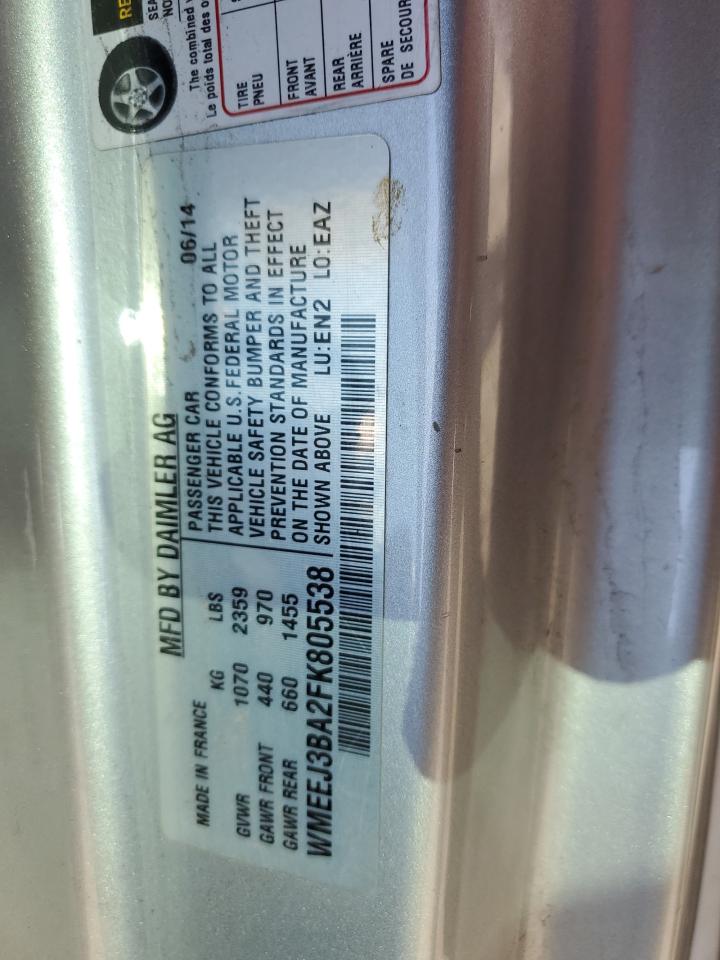 RE
SEA
NO
The combined
Le poids total des o
TIRE
PNEU
FRONT
AVANT
REAR
ARRIÈRE
SPARE
DE SECOUR
MFD BY DAIMLER AG
MADE IN FRANCE
KG LBS
GVWR 1070 2359
GAWR FRONT 440 970
GAWR REAR 660 1455
PASSENGER CAR 06/14
THIS VEHICLE CONFORMS TO ALL
APPLICABLE U.S.FEDERAL MOTOR
VEHICLE SAFETY BUMPER AND THEFT
PREVENTION STANDARDS IN EFFECT
ON THE DATE OF MANUFACTURE
SHOWN ABOVE LU:EN2 LO:EAZ
WMEEJ3BA2FK805538